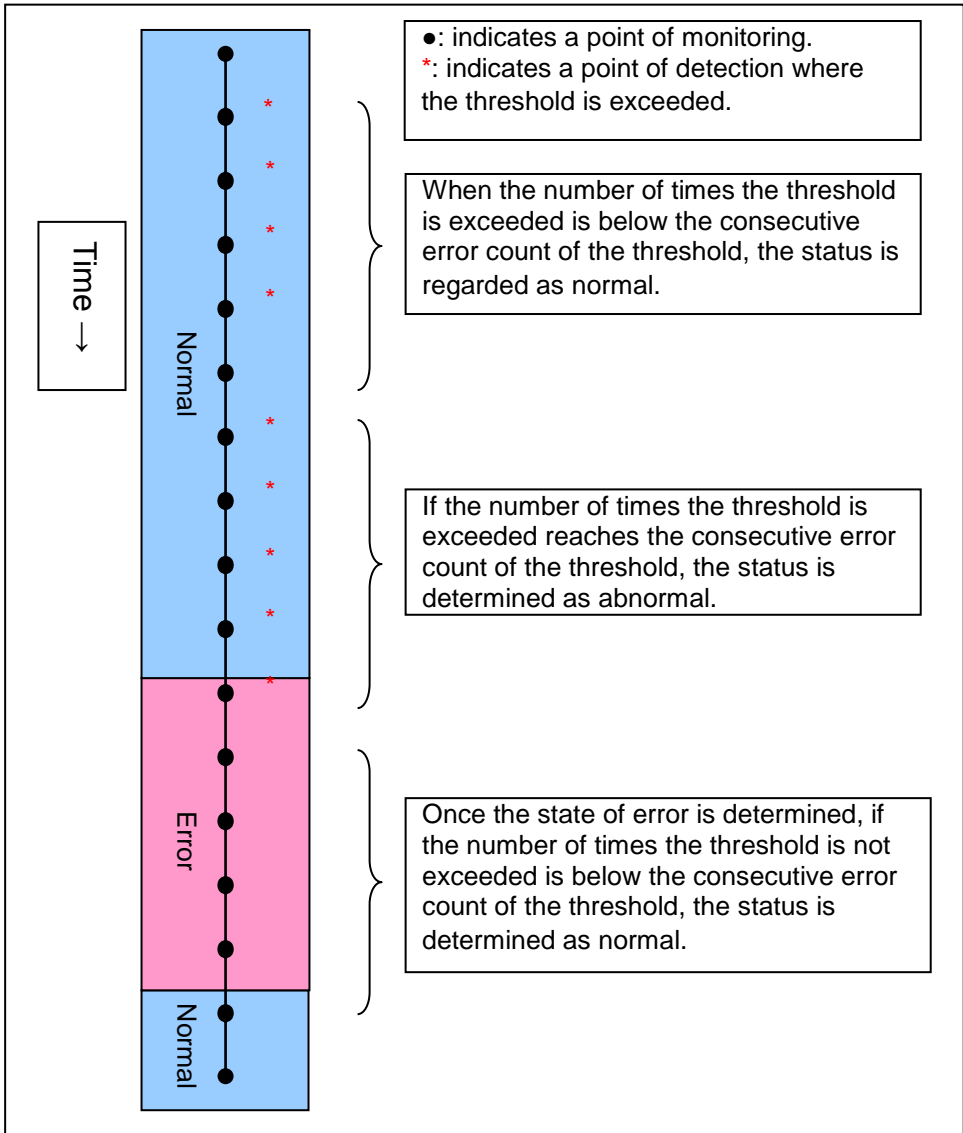 ●: indicates a point of monitoring.
*: indicates a point of detection where
the threshold is exceeded.
*
*
*
*
When the number of times the threshold
is exceeded is below the consecutive
error count of the threshold, the status is
regarded as normal.
Time →
Normal
*
*
*
*
*
If the number of times the threshold is
exceeded reaches the consecutive error
count of the threshold, the status is
determined as abnormal.
Error
Once the state of error is determined, if
the number of times the threshold is not
exceeded is below the consecutive error
count of the threshold, the status is
determined as normal.
Normal